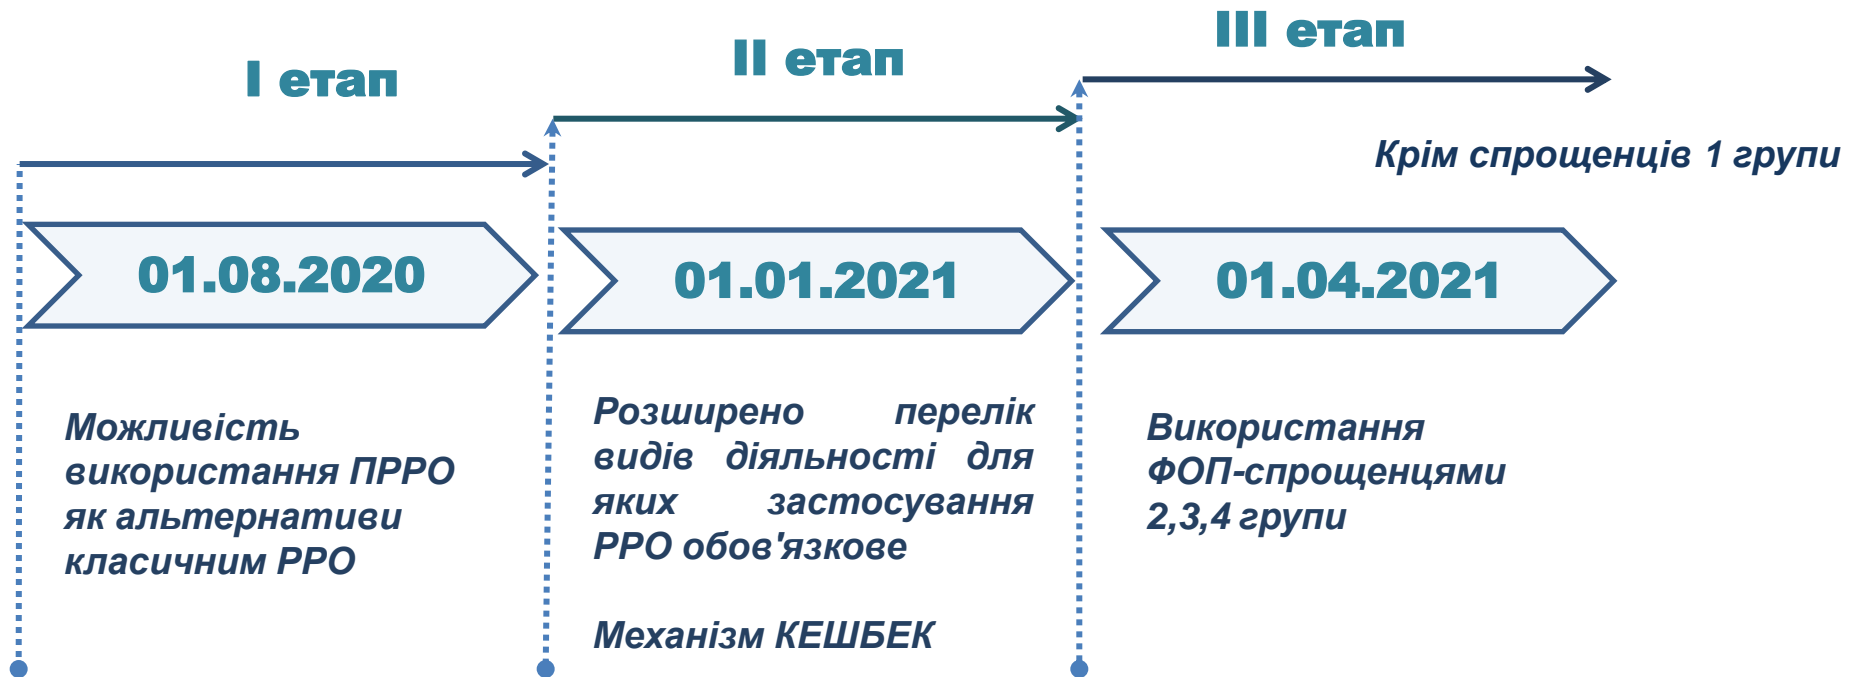 І етап
ІІ етап
ІІІ етап
Крім спрощенців 1 групи
01.08.2020
01.01.2021
01.04.2021
Можливість
використання ПРРО
як альтернативи
класичним РРО
Розширено перелік
видів діяльності для
яких застосування
РРО обов'язкове
Механізм КЕШБЕК
Використання
ФОП-спрощенцями
2,3,4 групи